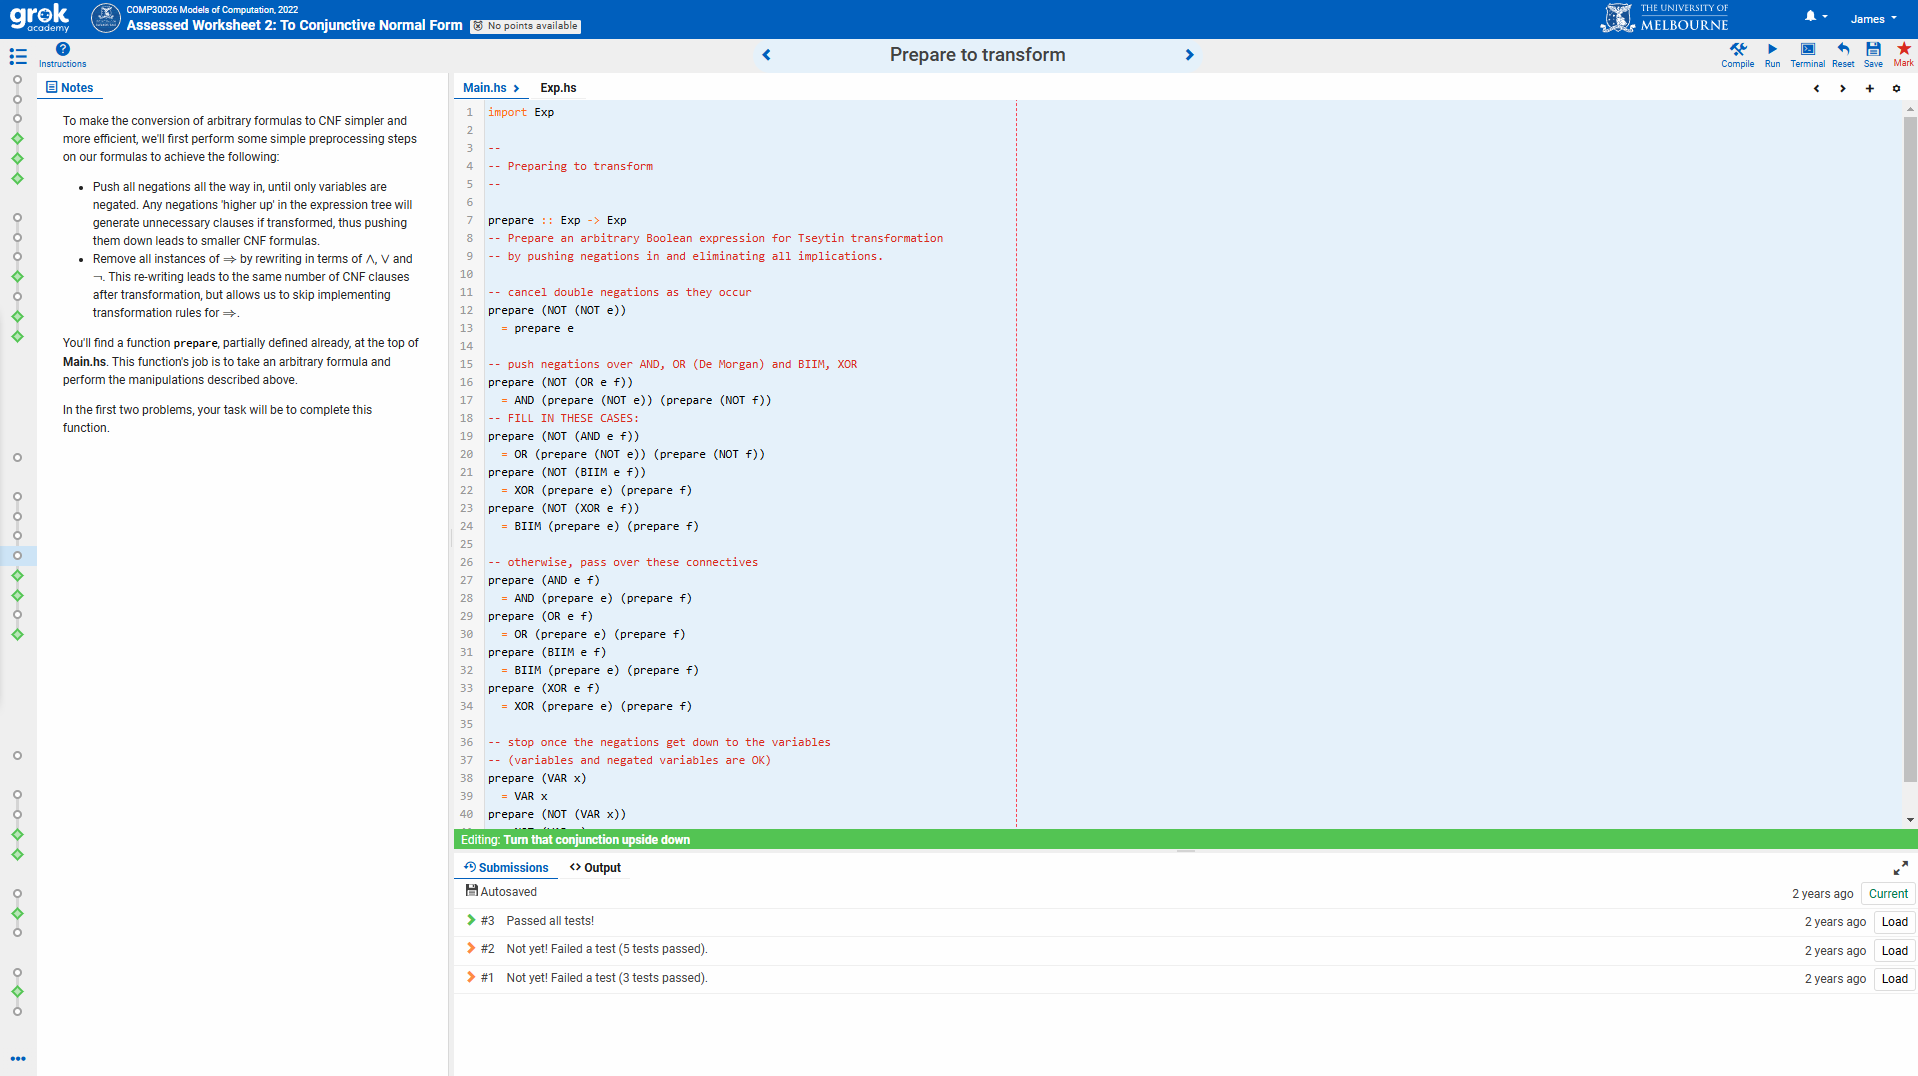 grok
academy
COMP30026 Models of Computation, 2022
Assessed Worksheet 2: To Conjunctive Normal Form
No points available
THE UNIVERSITY OF
MELBOURNE
James
Instructions
Prepare to transform
Compile
Run
Terminal
Reset
Save
Mark
Notes
To make the conversion of arbitrary formulas to CNF simpler and
more efficient, we'll first perform some simple preprocessing steps
on our formulas to achieve the following:
• Push all negations all the way in, until only variables are
negated. Any negations 'higher up' in the expression tree will
generate unnecessary clauses if transformed, thus pushing
them down leads to smaller CNF formulas.
• Remove all instances of ⇒ by rewriting in terms of ∧, ∨ and
¬. This re-writing leads to the same number of CNF clauses
after transformation, but allows us to skip implementing
transformation rules for ⇒.
You'll find a function prepare, partially defined already, at the top of
Main.hs. This function's job is to take an arbitrary formula and
perform the manipulations described above.
In the first two problems, your task will be to complete this
function.
Main.hs
Exp.hs
1 import Exp
2
3 --
4 -- Preparing to transform
5 --
6
7 prepare :: Exp -> Exp
8 -- Prepare an arbitrary Boolean expression for Tseytin transformation
9 -- by pushing negations in and eliminating all implications.
10
11 -- cancel double negations as they occur
12 prepare (NOT (NOT e))
13   = prepare e
14
15 -- push negations over AND, OR (De Morgan) and BIIM, XOR
16 prepare (NOT (OR e f))
17   = AND (prepare (NOT e)) (prepare (NOT f))
18 -- FILL IN THESE CASES:
19 prepare (NOT (AND e f))
20   = OR (prepare (NOT e)) (prepare (NOT f))
21 prepare (NOT (BIIM e f))
22   = XOR (prepare e) (prepare f)
23 prepare (NOT (XOR e f))
24   = BIIM (prepare e) (prepare f)
25
26 -- otherwise, pass over these connectives
27 prepare (AND e f)
28   = AND (prepare e) (prepare f)
29 prepare (OR e f)
30   = OR (prepare e) (prepare f)
31 prepare (BIIM e f)
32   = BIIM (prepare e) (prepare f)
33 prepare (XOR e f)
34   = XOR (prepare e) (prepare f)
35
36 -- stop once the negations get down to the variables
37 -- (variables and negated variables are OK)
38 prepare (VAR x)
39   = VAR x
40 prepare (NOT (VAR x))
Editing: Turn that conjunction upside down
Submissions
Output
Autosaved
2 years ago
Current
#3 Passed all tests!
2 years ago
Load
#2 Not yet! Failed a test (5 tests passed).
2 years ago
Load
#1 Not yet! Failed a test (3 tests passed).
2 years ago
Load